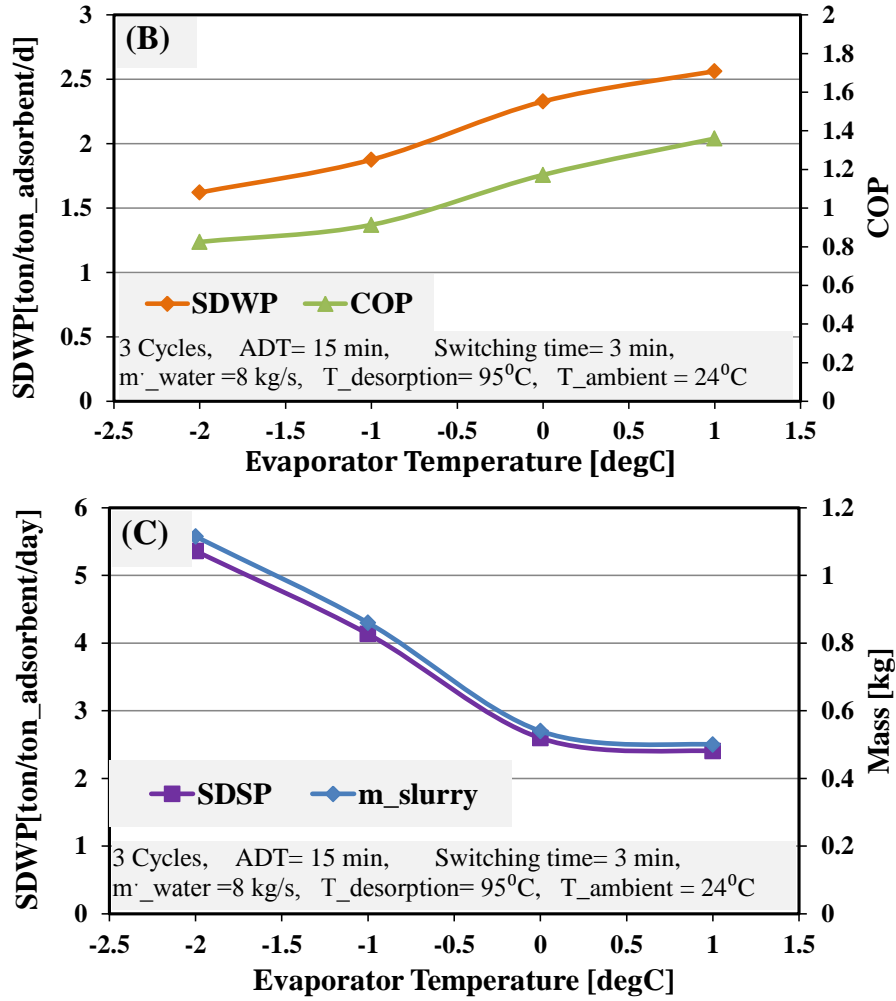 (B)
SDWP[ton/ton_adsorbent/d]
3
2.5
2
1.5
1
0.5
0
2
1.8
1.6
1.4
1.2
1
0.8
0.6
0.4
0.2
0
COP
SDWP COP
3 Cycles, ADT= 15 min, Switching time= 3 min,
m·_water =8 kg/s, T_desorption= 95⁰C, T_ambient = 24°C
-2.5 -2 -1.5 -1 -0.5 0 0.5 1 1.5
Evaporator Temperature [degC]
(C)
SDWP[ton/ton_adsorbent/day]
6
5
4
3
2
1
0
1.2
1
0.8
0.6
0.4
0.2
0
Mass [kg]
SDSP m_slurry
3 Cycles, ADT= 15 min, Switching time= 3 min,
m·_water =8 kg/s, T_desorption= 95⁰C, T_ambient = 24°C
-2.5 -2 -1.5 -1 -0.5 0 0.5 1 1.5
Evaporator Temperature [degC]